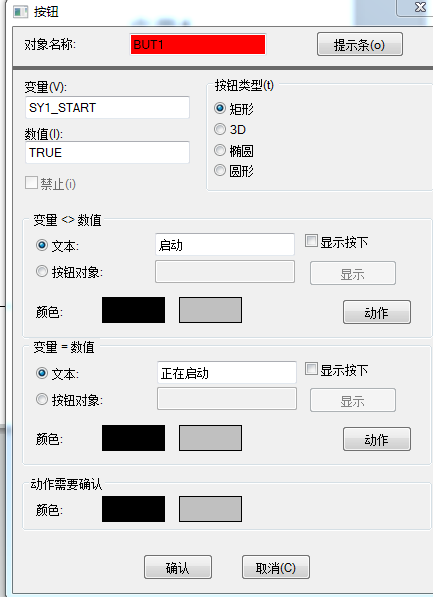 按钮
对象名称: BUT1 提示条(o)
变量(V): 按钮类型(t)
SY1_START 矩形
数值(I): 3D
TRUE 椭圆
禁止(i) 圆形
变量 <> 数值
文本: 启动 显示按下
按钮对象: 显示
颜色: 动作
变量 = 数值
文本: 正在启动 显示按下
按钮对象: 显示
颜色: 动作
动作需要确认
颜色:
确认 取消(C)